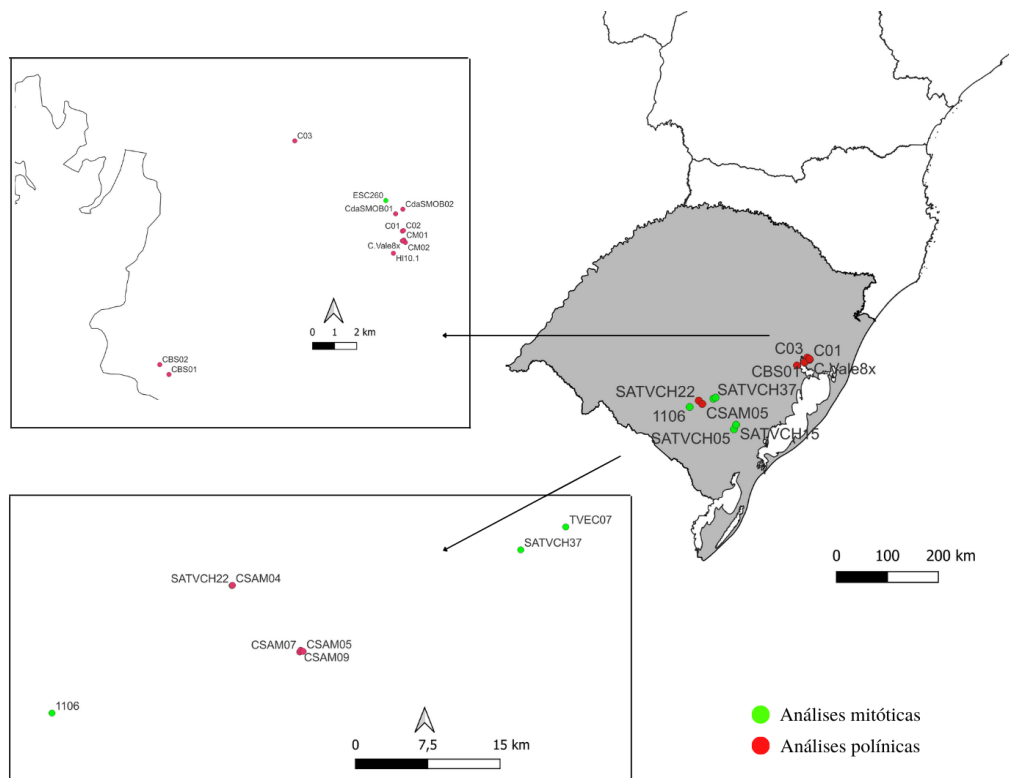 C03
ESC260
CdaSMOB02
CdaSMOB01
C01 C02
CM01
C.Vale8x
CM02
HI10.1
0 1 2 km
CBS02
CBS01
C03 C01
CBS01 C.Vale8x
SATVCH22 SATVCH37
1106 CSAM05
SATVCH05 SATVCH15
0 100 200 km
TVEC07
SATVCH37
SATVCH22 CSAM04
CSAM07 CSAM05
CSAM09
1106
0 7,5 15 km
Análises mitóticas
Análises polínicas